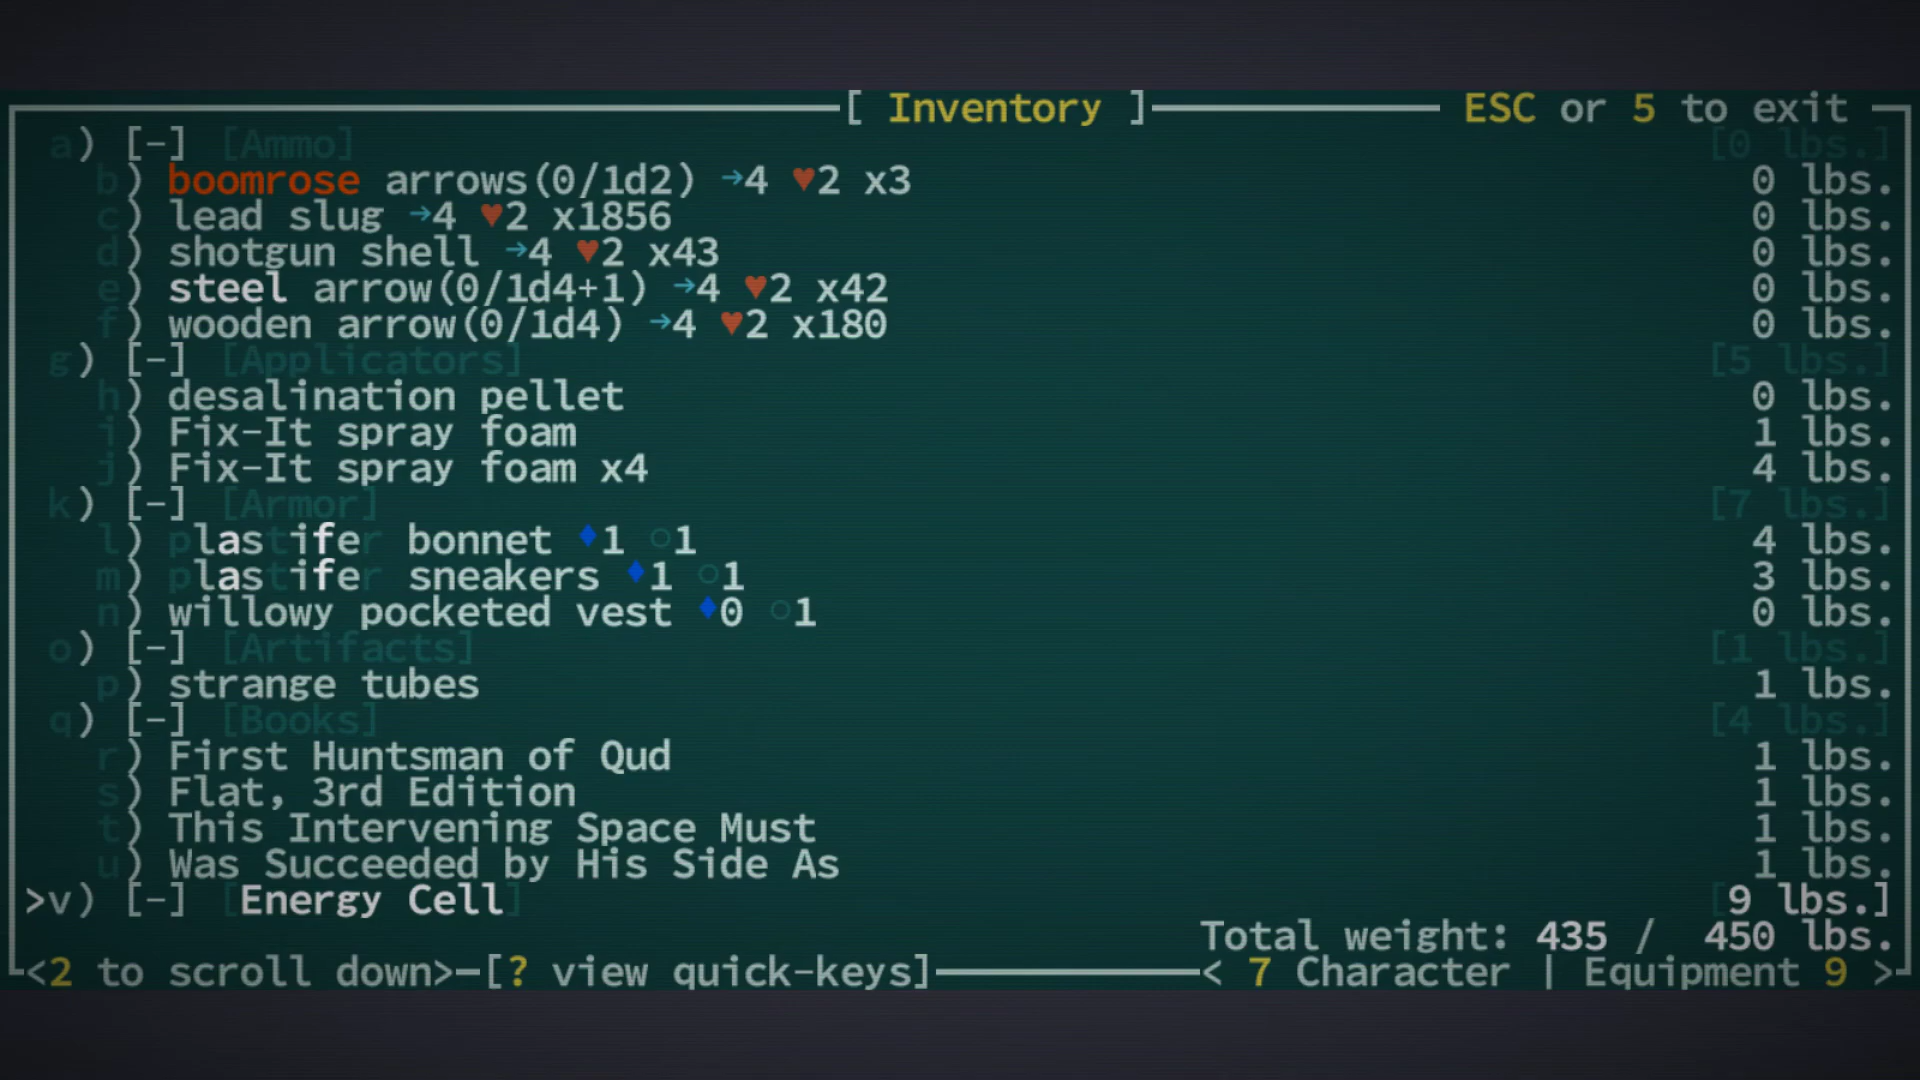 [ Inventory ] ESC or 5 to exit
a) [-] [Ammo] [0 lbs.]
b) boomrose arrows(0/1d2) →4 ♥2 x3 0 lbs.
c) lead slug →4 ♥2 x1856 0 lbs.
d) shotgun shell →4 ♥2 x43 0 lbs.
e) steel arrow(0/1d4+1) →4 ♥2 x42 0 lbs.
f) wooden arrow(0/1d4) →4 ♥2 x180 0 lbs.
g) [-] [Applicators] [5 lbs.]
h) desalination pellet 0 lbs.
i) Fix-It spray foam 1 lbs.
j) Fix-It spray foam x4 4 lbs.
k) [-] [Armor] [7 lbs.]
l) plastifer bonnet ♦1 ○1 4 lbs.
m) plastifer sneakers ♦1 ○1 3 lbs.
n) willowy pocketed vest ♦0 ○1 0 lbs.
o) [-] [Artifacts] [1 lbs.]
p) strange tubes 1 lbs.
q) [-] [Books] [4 lbs.]
r) First Huntsman of Qud 1 lbs.
s) Flat, 3rd Edition 1 lbs.
t) This Intervening Space Must 1 lbs.
u) Was Succeeded by His Side As 1 lbs.
>v) [-] [Energy Cell] [9 lbs.]
Total weight: 435 / 450 lbs.
<2 to scroll down> [? view quick-keys] < 7 Character | Equipment 9 >